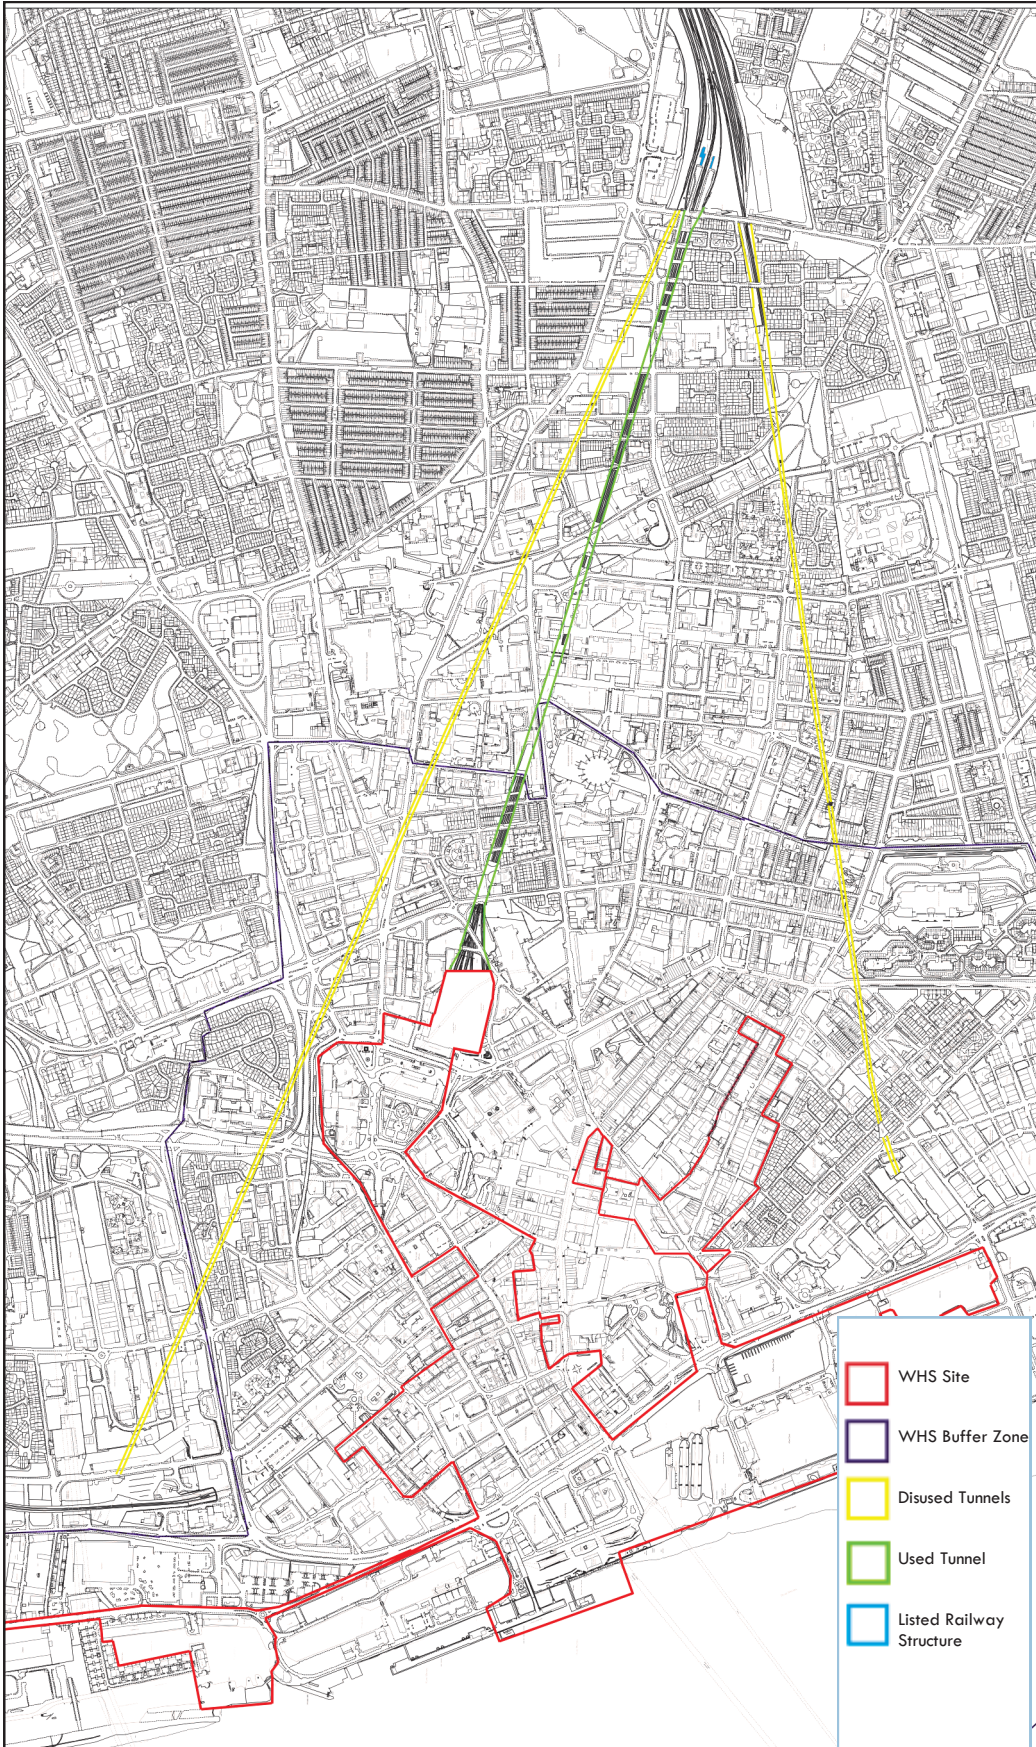 WHS Site
WHS Buffer Zone
Disused Tunnels
Used Tunnel
Listed Railway
Structure